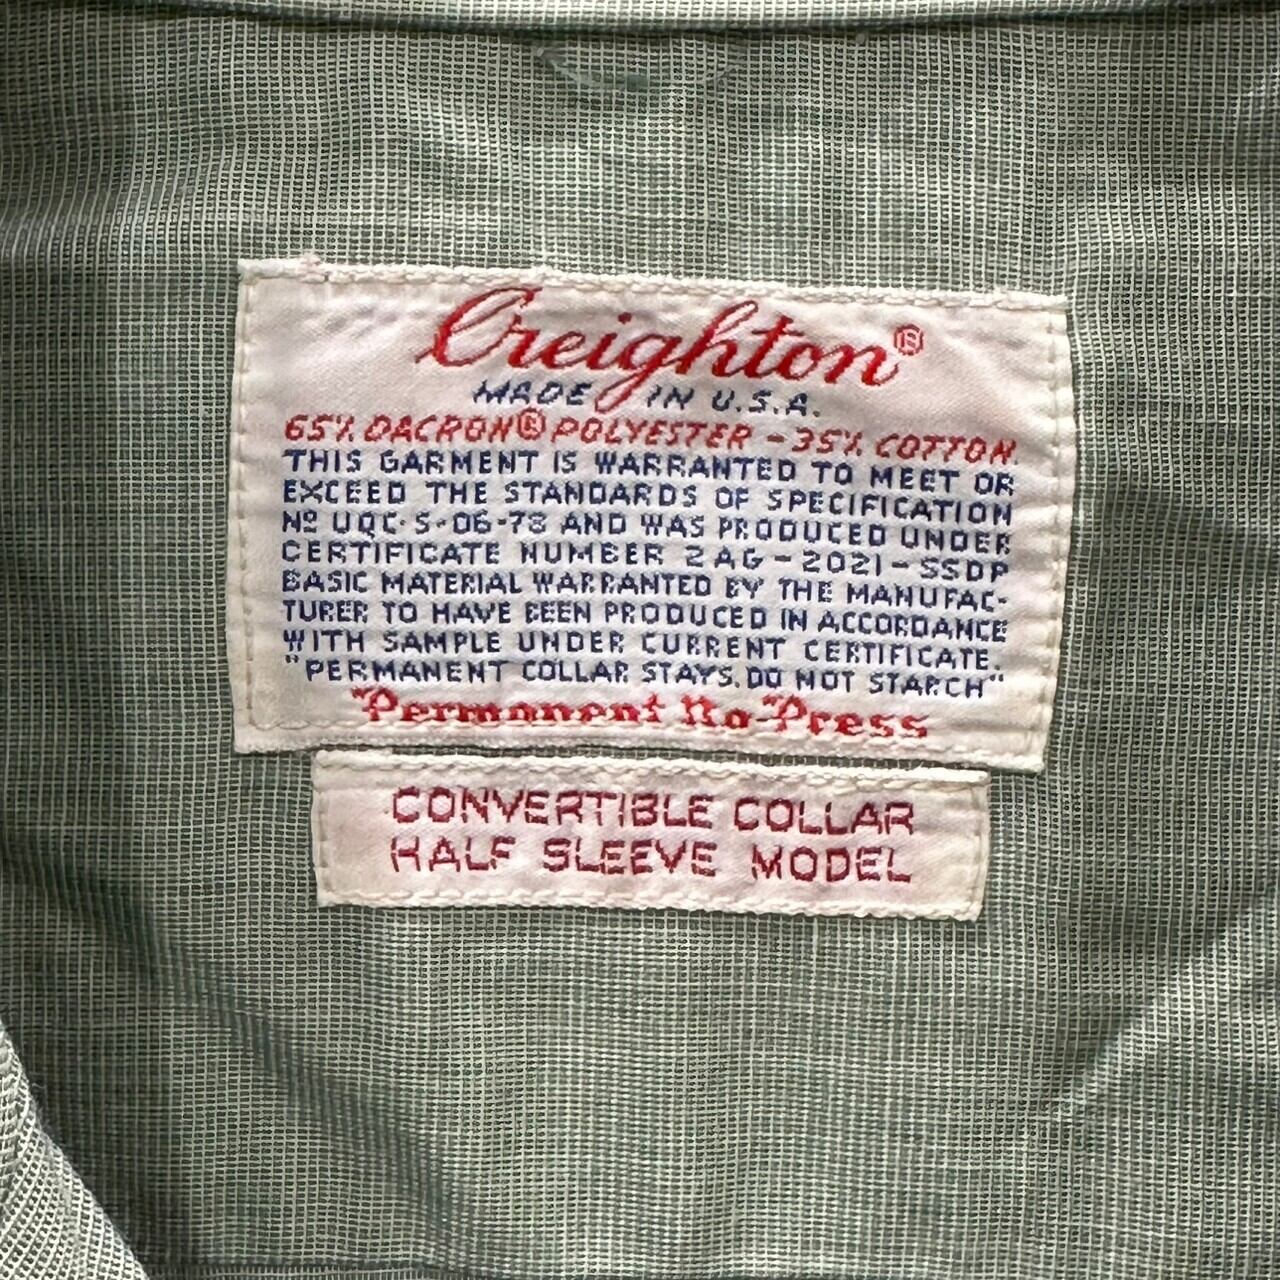 Creighton®
MADE IN U.S.A.
65% DACRON® POLYESTER - 35% COTTON
THIS GARMENT IS WARRANTED TO MEET OR
EXCEED THE STANDARDS OF SPECIFICATION
Nº UQC-S-06-78 AND WAS PRODUCED UNDER
CERTIFICATE NUMBER 2AG-2021-SSDP
BASIC MATERIAL WARRANTED BY THE MANUFAC-
TURER TO HAVE BEEN PRODUCED IN ACCORDANCE
WITH SAMPLE UNDER CURRENT CERTIFICATE.
"PERMANENT COLLAR STAYS. DO NOT STARCH"
"Permanent No-Press"
CONVERTIBLE COLLAR
HALF SLEEVE MODEL